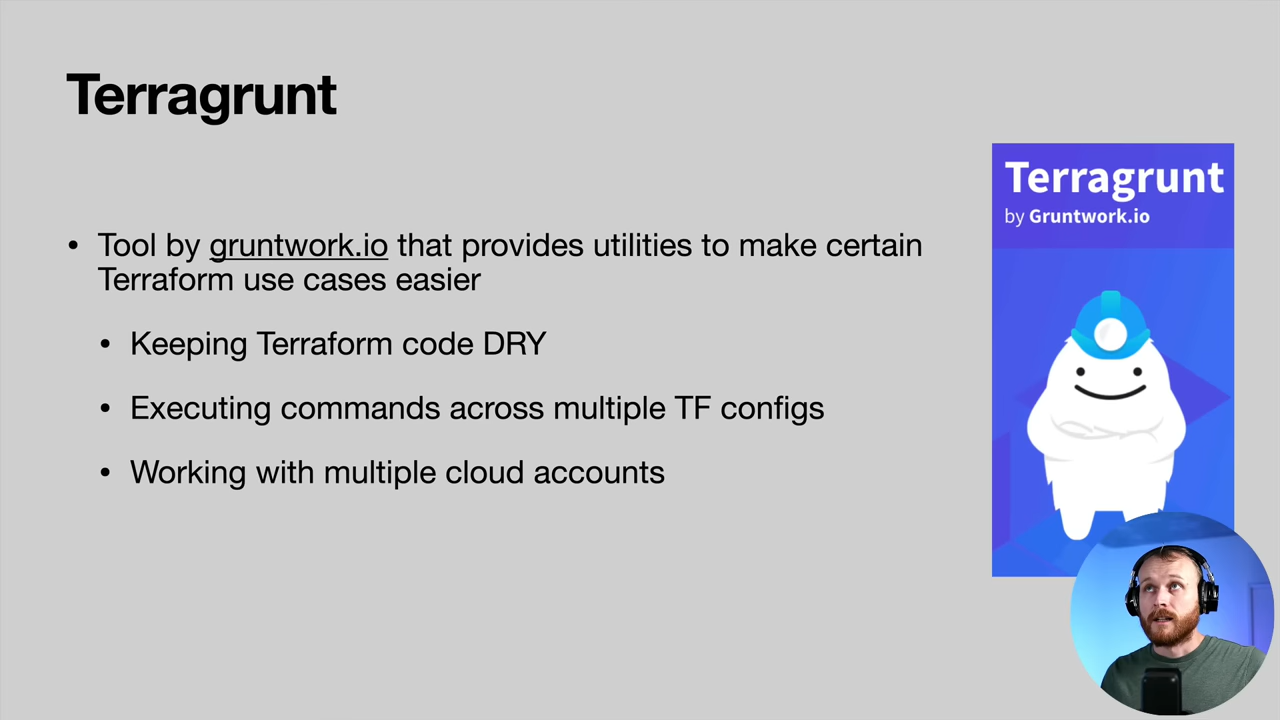 Terragrunt
• Tool by gruntwork.io that provides utilities to make certain
Terraform use cases easier
• Keeping Terraform code DRY
• Executing commands across multiple TF configs
• Working with multiple cloud accounts
Terragrunt
by Gruntwork.io